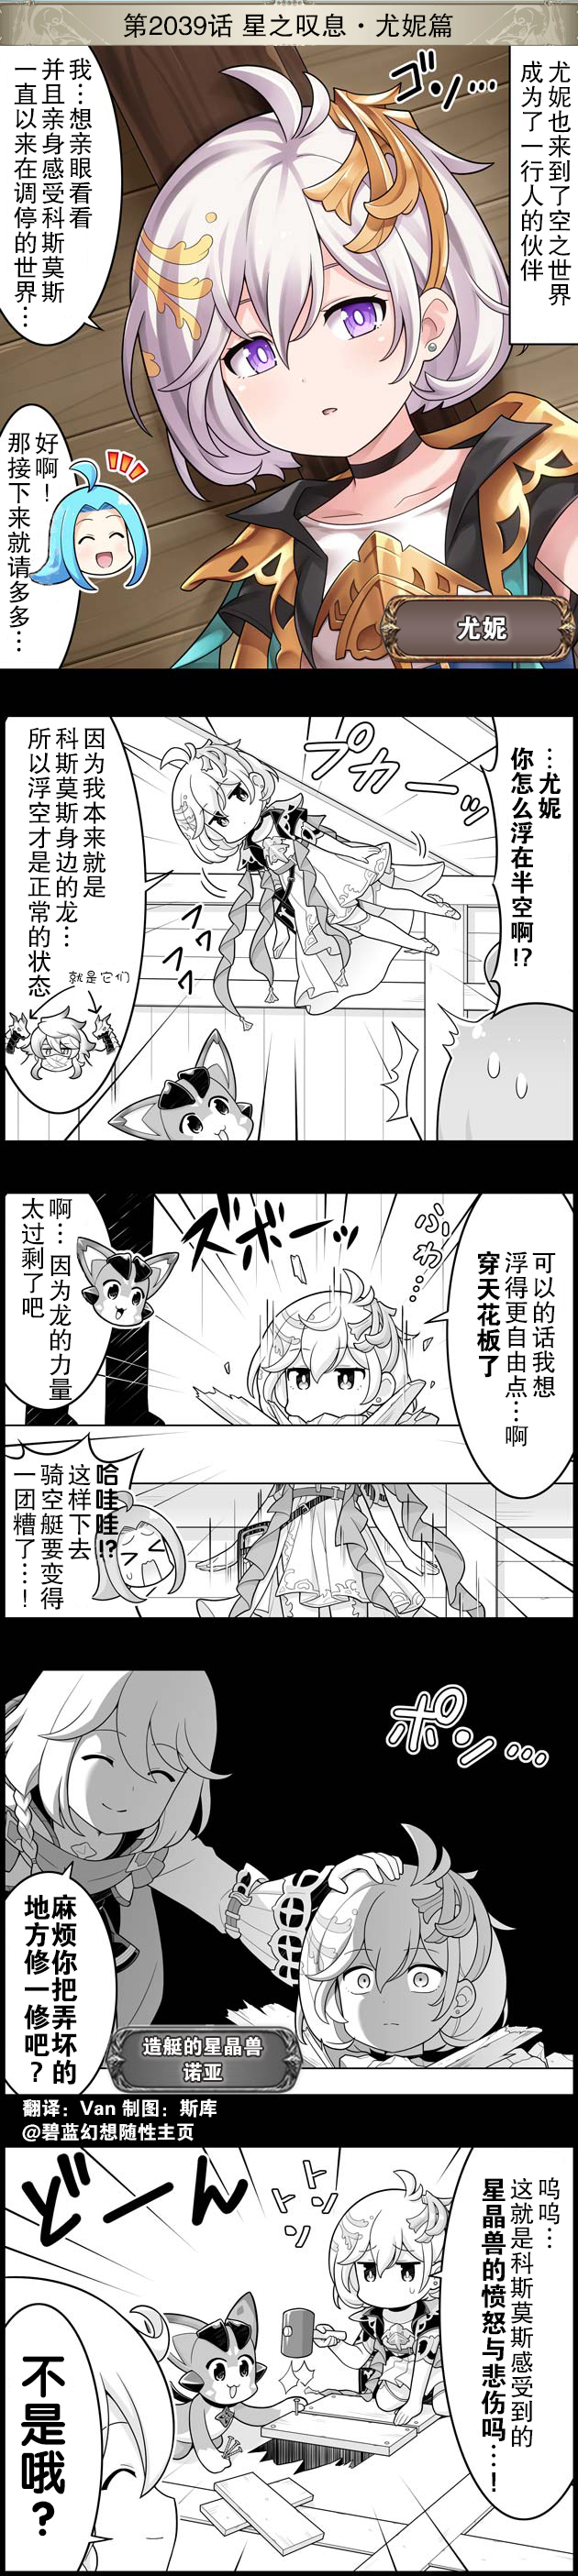 第2039话 星之叹息·尤妮篇
尤妮也来到了空之世界
成为了一行人的伙伴
ゴン…
我…想亲眼看看
并且亲身感受科斯莫斯
一直以来在调停的世界…
好啊！
那接下来就请多多…
尤妮
…尤妮
你怎么浮在半空啊!?
プカーッ
フワ
フワ
因为我本来就是
科斯莫斯身边的龙…
所以浮空才是正常的状态
就是它们
可以的话我想
浮得更自由点…啊
穿天花板了
ふわ…
ズボーッ
啊…因为龙的力量
太过剩了吧
哈哇哇!?
这样下去
骑空艇要变得
一团糟了…！
ポン…
麻烦你把弄坏的
地方修一修吧？
造艇的星晶兽
诺亚
翻译：Van 制图：斯库
@碧蓝幻想随性主页
呜呜…
这就是科斯莫斯感受到的
星晶兽的愤怒与悲伤吗…！
トン
トン
どーん
不是哦？